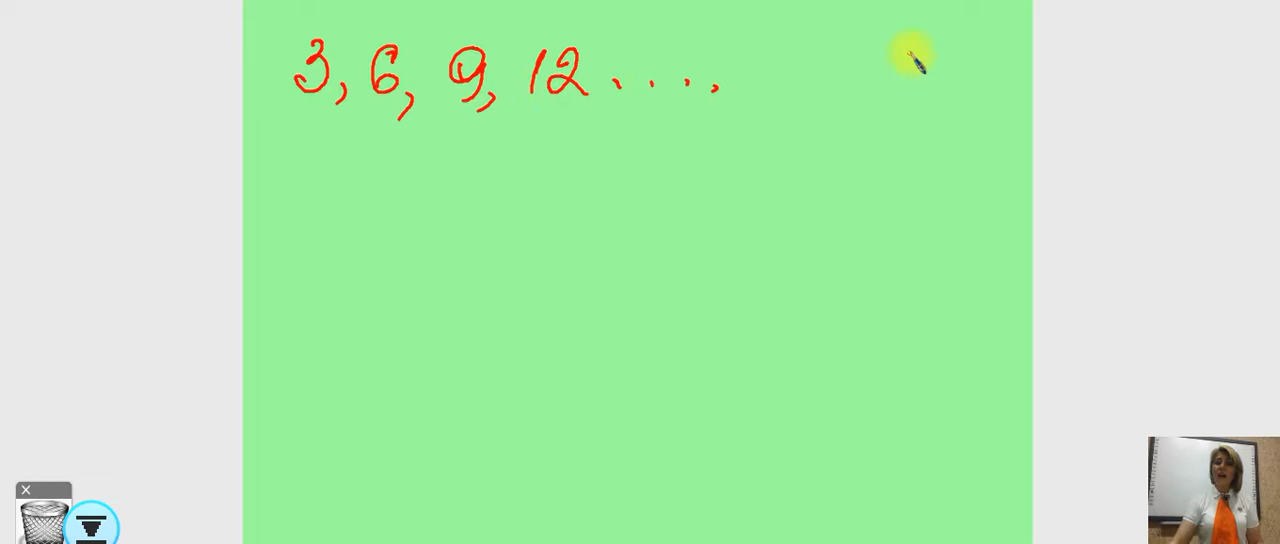 3, 6, 9, 12 ....,